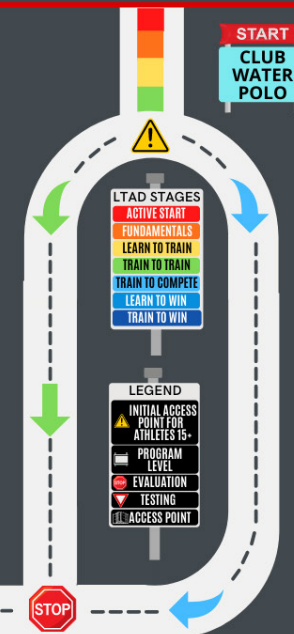 START
CLUB
WATER
POLO
LTAD STAGES
ACTIVE START
FUNDAMENTALS
LEARN TO TRAIN
TRAIN TO TRAIN
TRAIN TO COMPETE
LEARN TO WIN
TRAIN TO WIN
LEGEND
INITIAL ACCESS
POINT FOR
ATHLETES 15+
PROGRAM
LEVEL
STOP EVALUATION
TESTING
ACCESS POINT
STOP